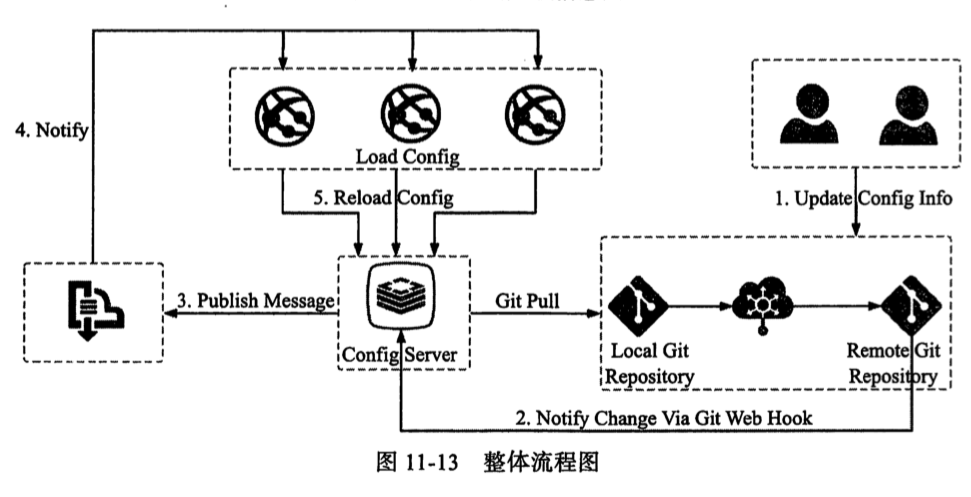 4. Notify
Load Config
5. Reload Config
1. Update Config Info
3. Publish Message
Config Server
Git Pull
Local Git
Repository
Remote Git
Repository
2. Notify Change Via Git Web Hook
图 11-13 整体流程图